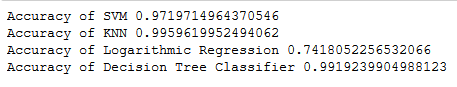 Accuracy of SVM 0.9719714964370546
Accuracy of KNN 0.9959619952494062
Accuracy of Logarithmic Regression 0.7418052256532066
Accuracy of Decision Tree Classifier 0.9919239904988123